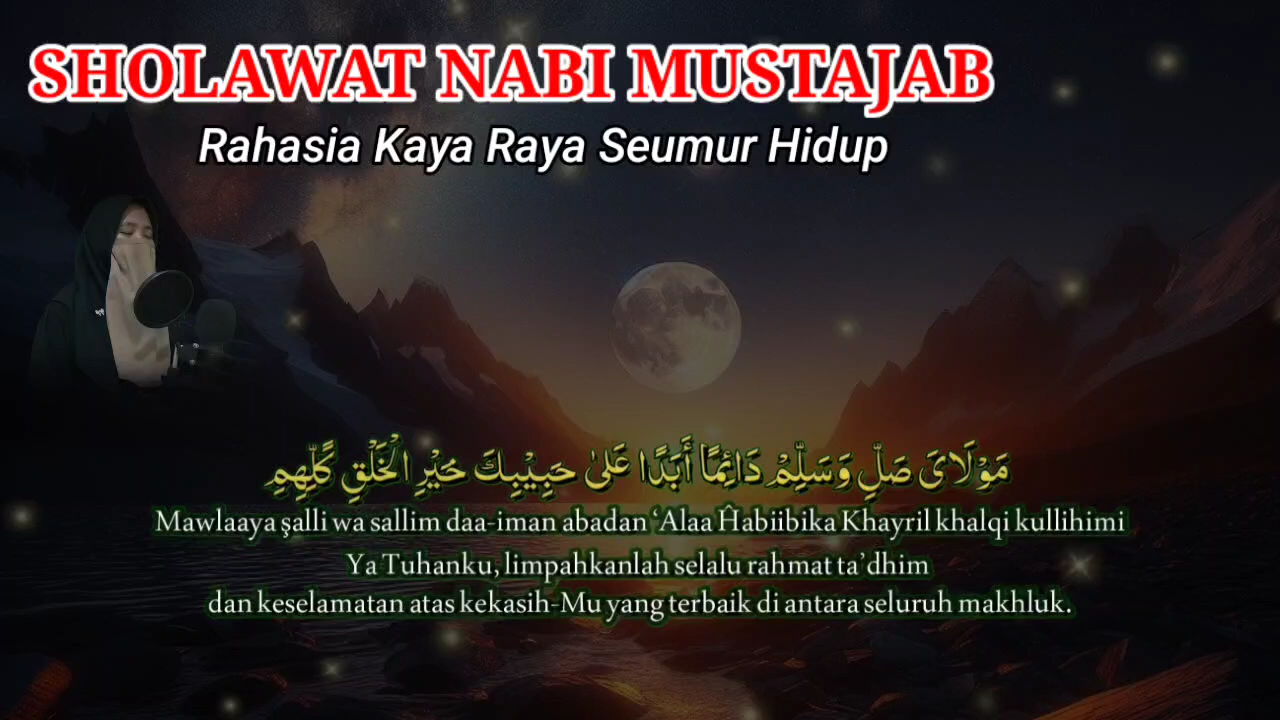 SHOLAWAT NABI MUSTAJAB
Rahasia Kaya Raya Seumur Hidup
مَوْلَايَ صَلِّ وَسَلِّمْ دَائِمًا أَبَدًا عَلىٰ حَبِيْبِكَ خَيْرِ الْخَلْقِ كُلِّهِمِ
Mawlaaya şalli wa sallim daa-iman abadan ‘Alaa Ĥabiibika Khayril khalqi kullihimi
Ya Tuhanku, limpahkanlah selalu rahmat ta’dhim
dan keselamatan atas kekasih-Mu yang terbaik di antara seluruh makhluk.